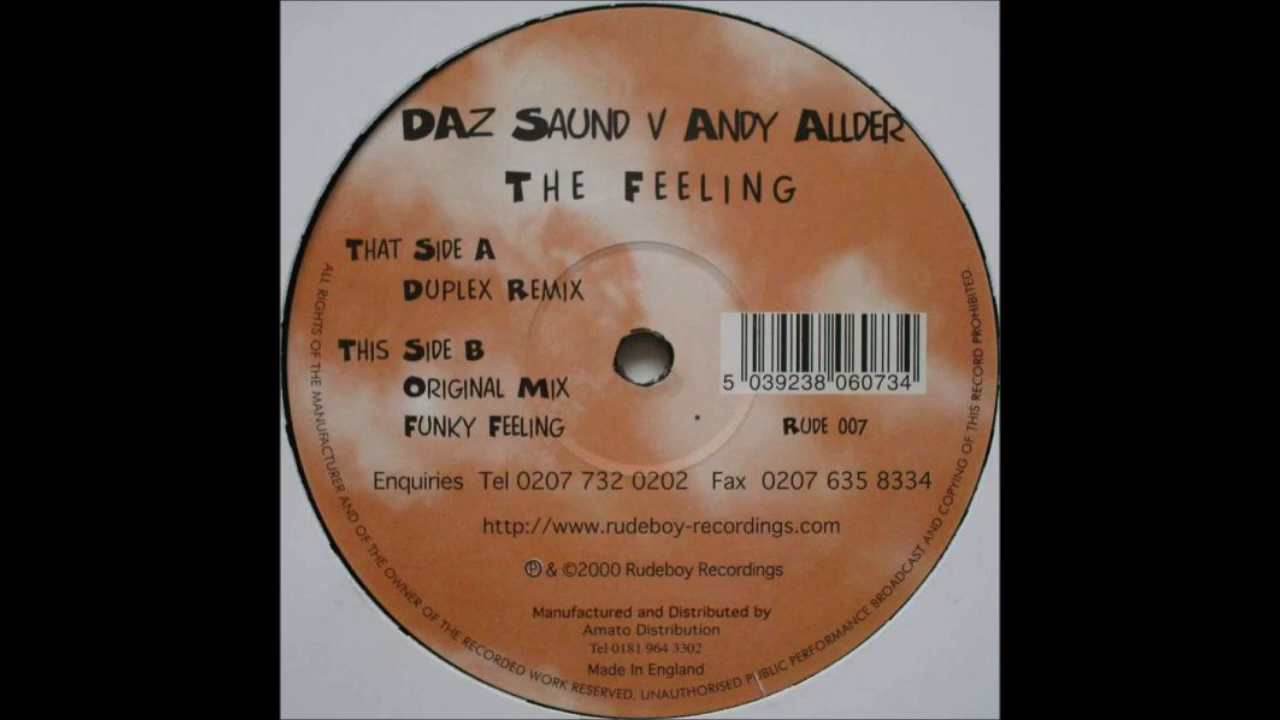 DAZ SAUND V ANDY ALLDER
THE FEELING
THAT SIDE A
DUPLEX REMIX
THIS SIDE B
ORIGINAL MIX
FUNKY FEELING
5 039238 060734
RUDE 007
Enquiries Tel 0207 732 0202 Fax 0207 635 8334
http://www.rudeboy-recordings.com
℗ & ©2000 Rudeboy Recordings
Manufactured and Distributed by
Amato Distribution
Tel 0181 964 3302
Made In England
ALL RIGHTS OF THE MANUFACTURER AND OF THE OWNER OF THE RECORDED WORK RESERVED, UNAUTHORISED PUBLIC PERFORMANCE BROADCAST AND COPYING OF THIS RECORD PROHIBITED.